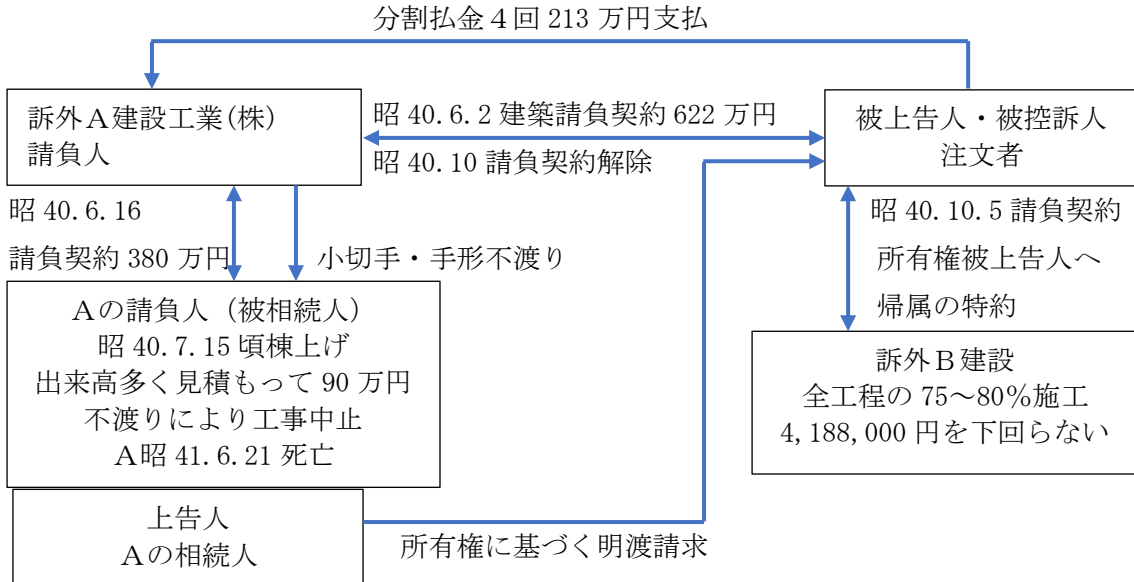 分割払金４回 213 万円支払
訴外Ａ建設工業(株)
請負人
昭 40.6.2 建築請負契約 622 万円
昭 40.10 請負契約解除
被上告人・被控訴人
注文者
昭 40.6.16
請負契約 380 万円
小切手・手形不渡り
昭 40.10.5 請負契約
所有権被上告人へ
帰属の特約
Ａの請負人（被相続人）
昭 40.7.15 頃棟上げ
出来高多く見積もって 90 万円
不渡りにより工事中止
Ａ昭 41.6.21 死亡
訴外Ｂ建設
全工程の 75～80％施工
4,188,000 円を下回らない
上告人
Ａの相続人
所有権に基づく明渡請求